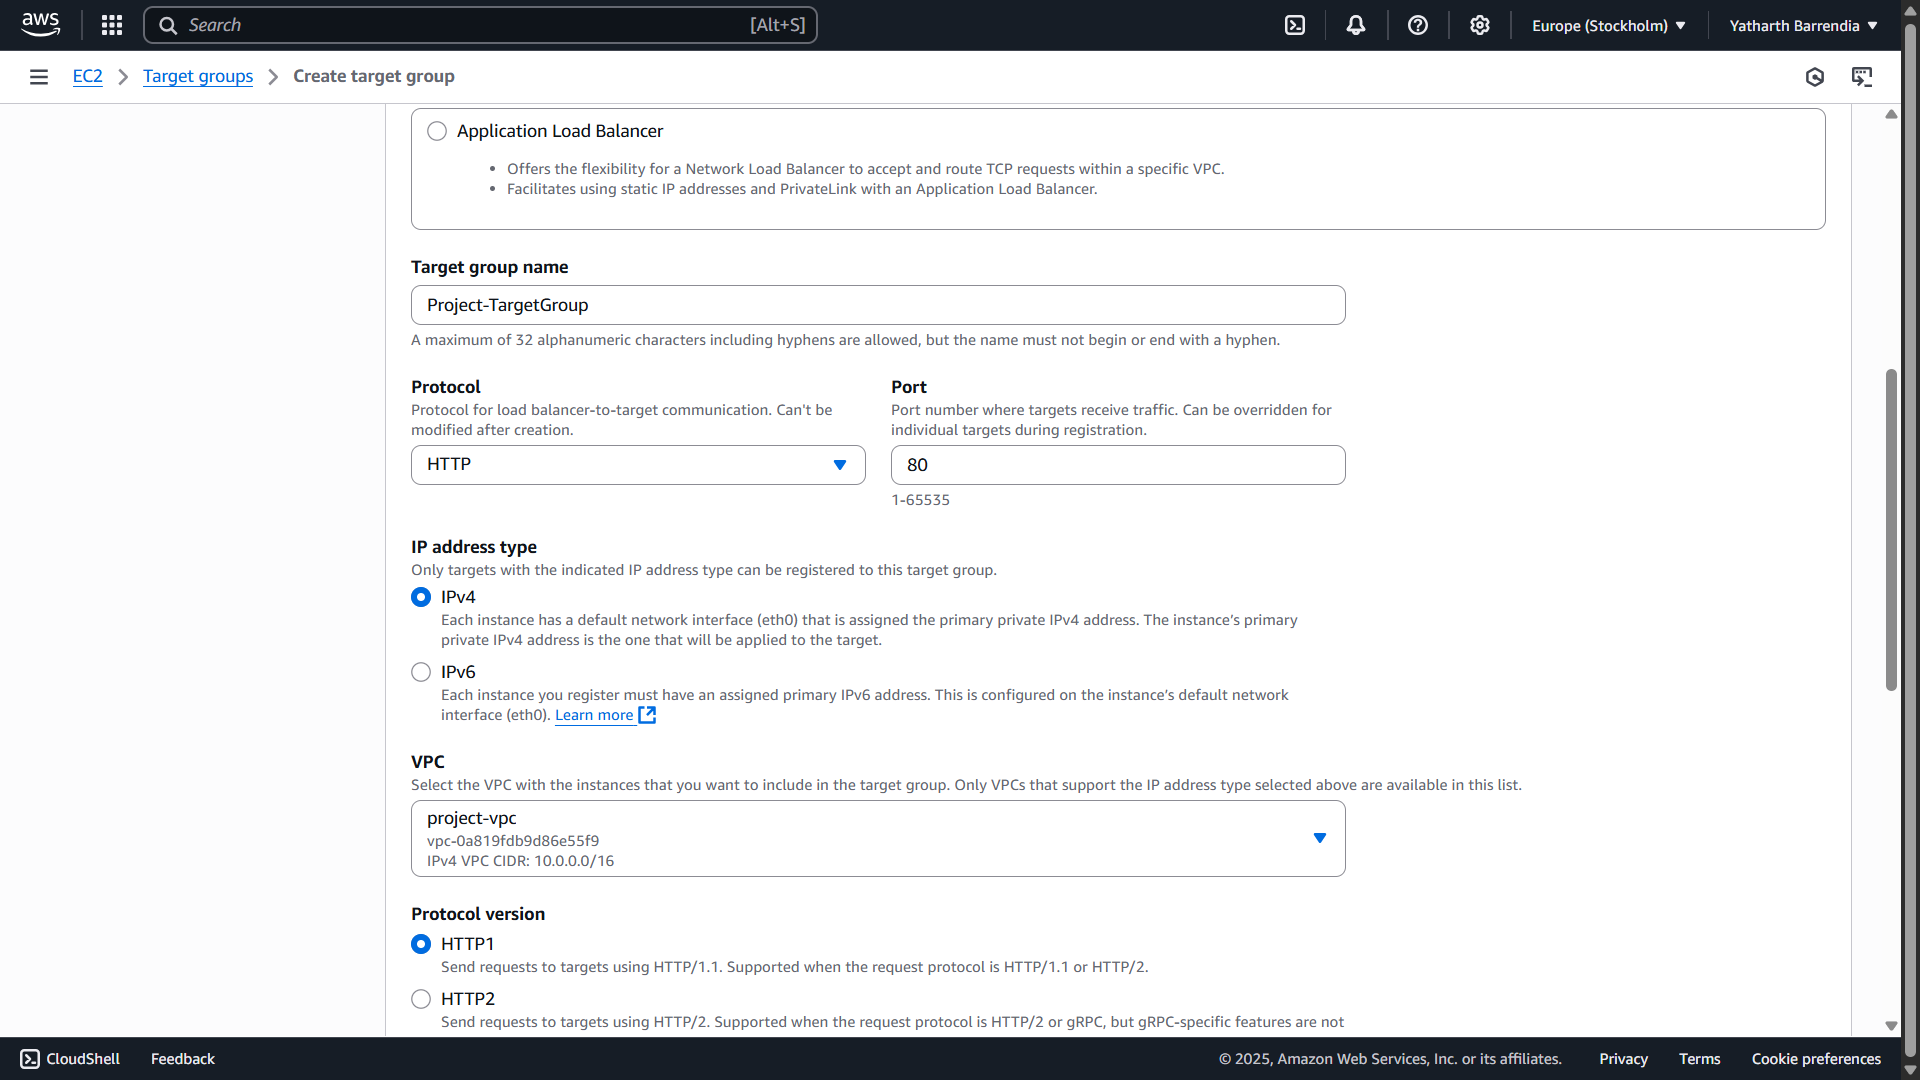 aws
Search
[Alt+S]
Europe (Stockholm)
Yatharth Barrendia
EC2
Target groups
Create target group
Application Load Balancer
• Offers the flexibility for a Network Load Balancer to accept and route TCP requests within a specific VPC.
• Facilitates using static IP addresses and PrivateLink with an Application Load Balancer.
Target group name
Project-TargetGroup
A maximum of 32 alphanumeric characters including hyphens are allowed, but the name must not begin or end with a hyphen.
Protocol
Protocol for load balancer-to-target communication. Can't be
modified after creation.
HTTP
Port
Port number where targets receive traffic. Can be overridden for
individual targets during registration.
80
1-65535
IP address type
Only targets with the indicated IP address type can be registered to this target group.
IPv4
Each instance has a default network interface (eth0) that is assigned the primary private IPv4 address. The instance's primary
private IPv4 address is the one that will be applied to the target.
IPv6
Each instance you register must have an assigned primary IPv6 address. This is configured on the instance's default network
interface (eth0). Learn more
VPC
Select the VPC with the instances that you want to include in the target group. Only VPCs that support the IP address type selected above are available in this list.
project-vpc
vpc-0a819fdb9d86e55f9
IPv4 VPC CIDR: 10.0.0.0/16
Protocol version
HTTP1
Send requests to targets using HTTP/1.1. Supported when the request protocol is HTTP/1.1 or HTTP/2.
HTTP2
Send requests to targets using HTTP/2. Supported when the request protocol is HTTP/2 or gRPC, but gRPC-specific features are not
CloudShell
Feedback
© 2025, Amazon Web Services, Inc. or its affiliates.
Privacy
Terms
Cookie preferences